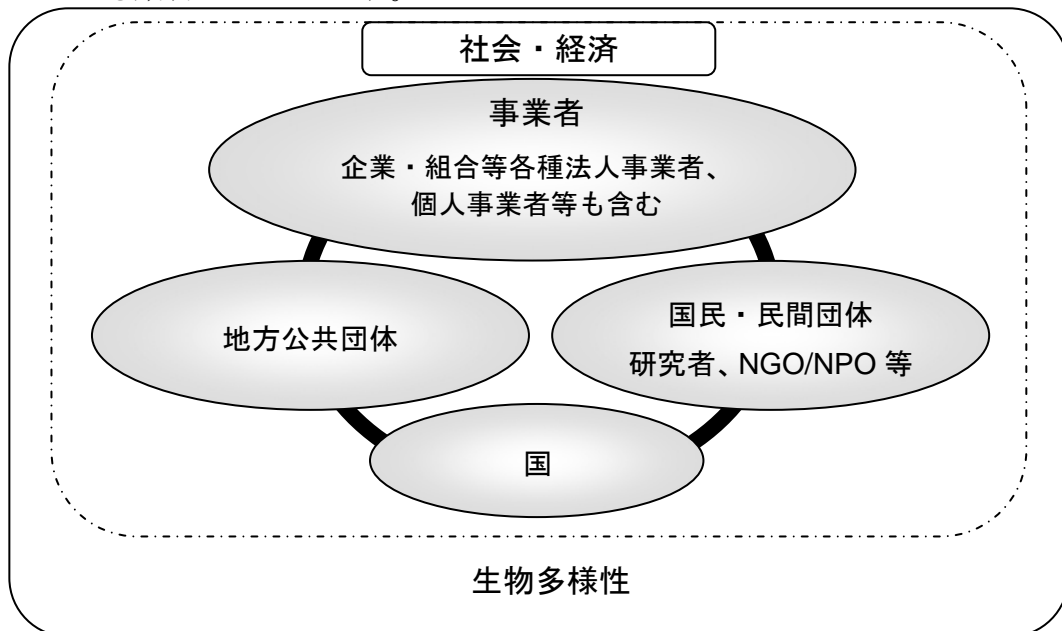 社会・経済
事業者
企業・組合等各種法人事業者、
個人事業者等も含む
地方公共団体
国民・民間団体
研究者、NGO/NPO 等
国
生物多様性